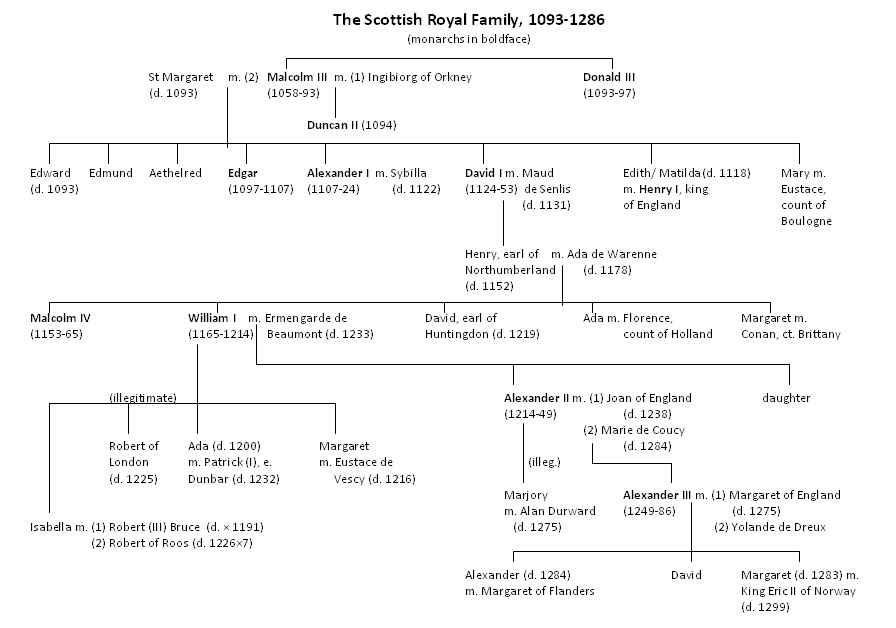 The Scottish Royal Family, 1093-1286
(monarchs in boldface)
St Margaret m. (2) Malcolm III m. (1) Ingibiorg of Orkney Donald III
(d. 1093) (1058-93) (1093-97)
Duncan II (1094)
Edward Edmund Aethelred Edgar Alexander I m. Sybilla David I m. Maud Edith/ Matilda (d. 1118) Mary m.
(d. 1093) (1097-1107) (1107-24) (d. 1122) (1124-53) de Senlis m. Henry I, king Eustace,
(d. 1131) of England count of
Boulogne
Henry, earl of m. Ada de Warenne
Northumberland (d. 1178)
(d. 1152)
Malcolm IV William I m. Ermengarde de David, earl of Ada m. Florence, Margaret m.
(1153-65) (1165-1214) Beaumont (d. 1233) Huntingdon (d. 1219) count of Holland Conan, ct. Brittany
(illegitimate) Alexander II m. (1) Joan of England daughter
(1214-49) (d. 1238)
(2) Marie de Coucy
Robert of Ada (d. 1200) Margaret (d. 1284)
London m. Patrick (I), e. m. Eustace de (illeg.)
(d. 1225) Dunbar (d. 1232) Vescy (d. 1216)
Marjory Alexander III m. (1) Margaret of England
m. Alan Durward (1249-86) (d. 1275)
Isabella m. (1) Robert (III) Bruce (d. × 1191) (d. 1275) (2) Yolande de Dreux
(2) Robert of Roos (d. 1226×7)
Alexander (d. 1284) David Margaret (d. 1283) m.
m. Margaret of Flanders King Eric II of Norway
(d. 1299)